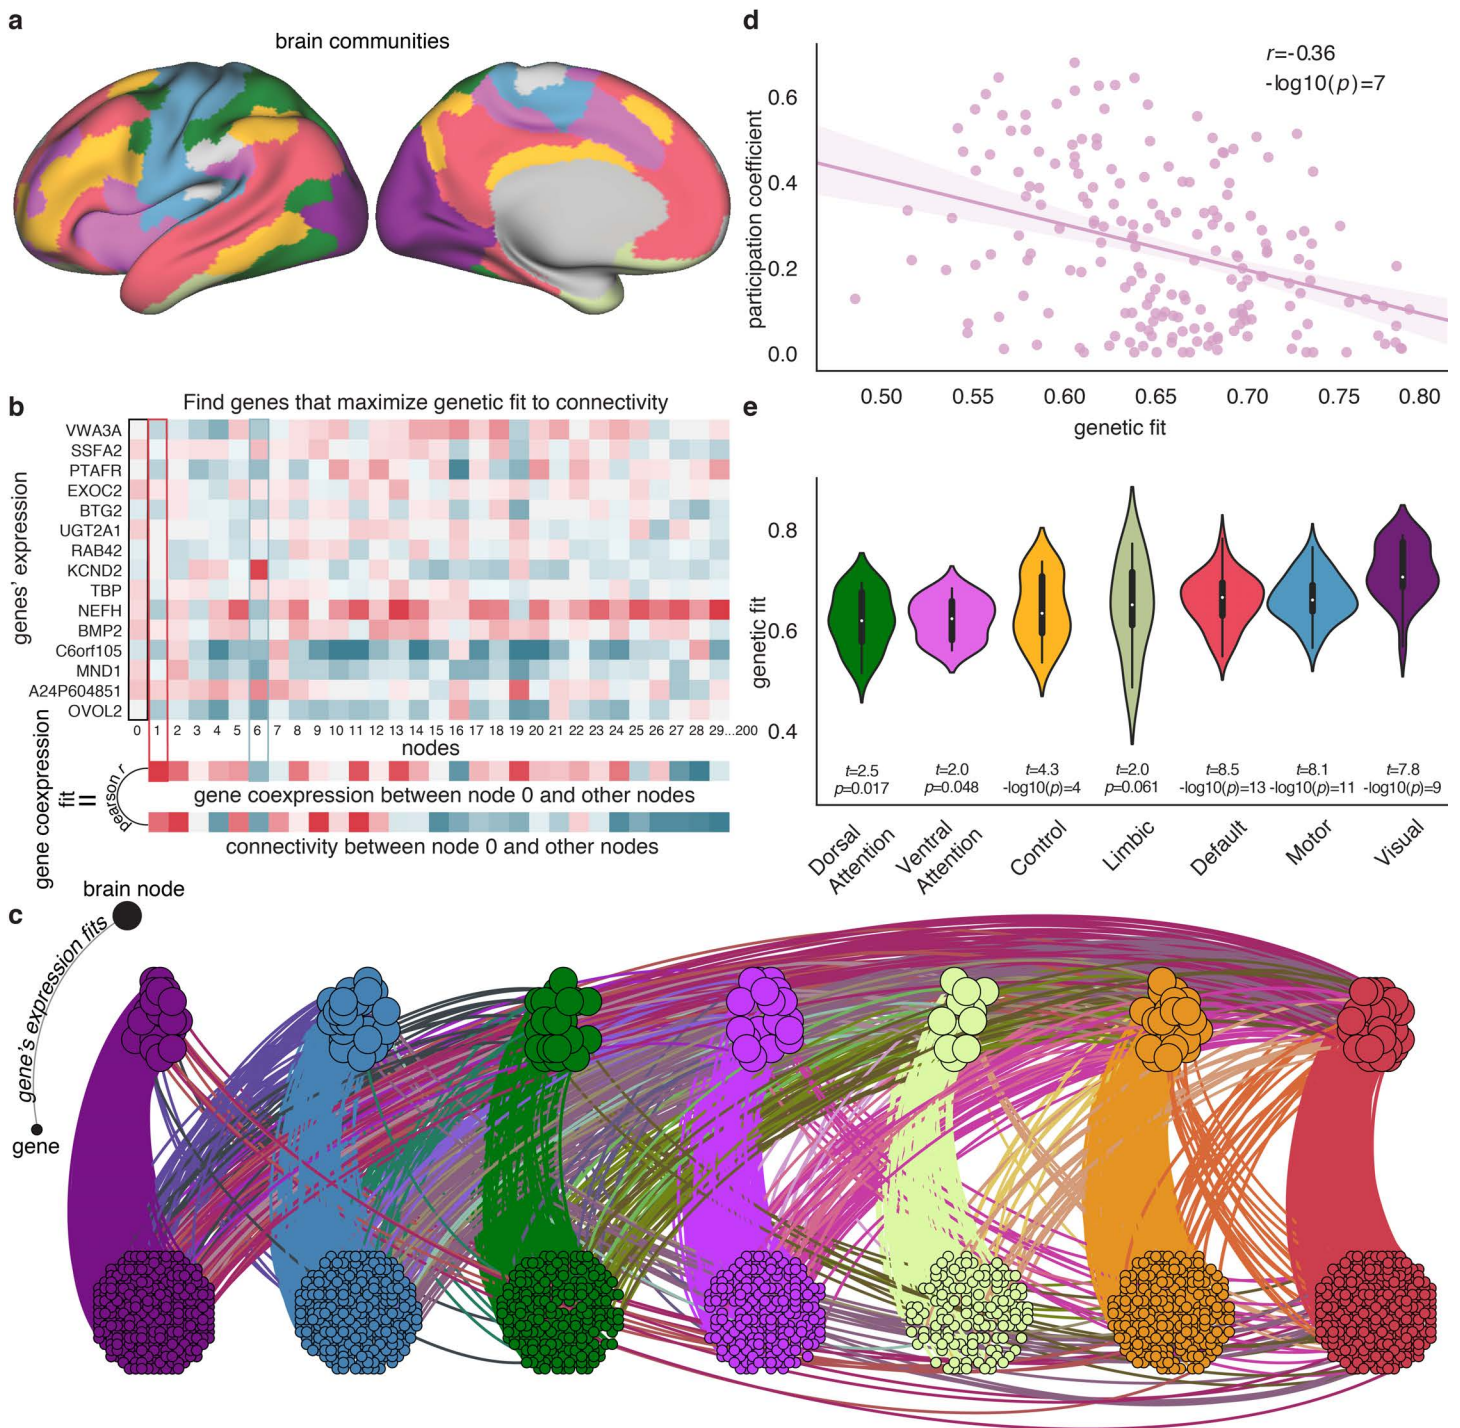 a
brain communities
b
Find genes that maximize genetic fit to connectivity
genes' expression
VWA3A
SSFA2
PTAFR
EXOC2
BTG2
UGT2A1
RAB42
KCND2
TBP
NEFH
BMP2
C6orf105
MND1
A24P604851
OVOL2
0 1 2 3 4 5 6 7 8 9 10 11 12 13 14 15 16 17 18 19 20 21 22 23 24 25 26 27 28 29...200
nodes
gene coexpression
fit
=
pearson r
gene coexpression between node 0 and other nodes
connectivity between node 0 and other nodes
c
brain node
gene's expression fits
gene
d
r=-0.36
-log10(p)=7
participation coefficient
0.6
0.4
0.2
0.0
0.50 0.55 0.60 0.65 0.70 0.75 0.80
genetic fit
e
genetic fit
0.8
0.6
0.4
t=2.5
p=0.017
t=2.0
p=0.048
t=4.3
-log10(p)=4
t=2.0
p=0.061
t=8.5
-log10(p)=13
t=8.1
-log10(p)=11
t=7.8
-log10(p)=9
Dorsal
Attention
Ventral
Attention
Control
Limbic
Default
Motor
Visual